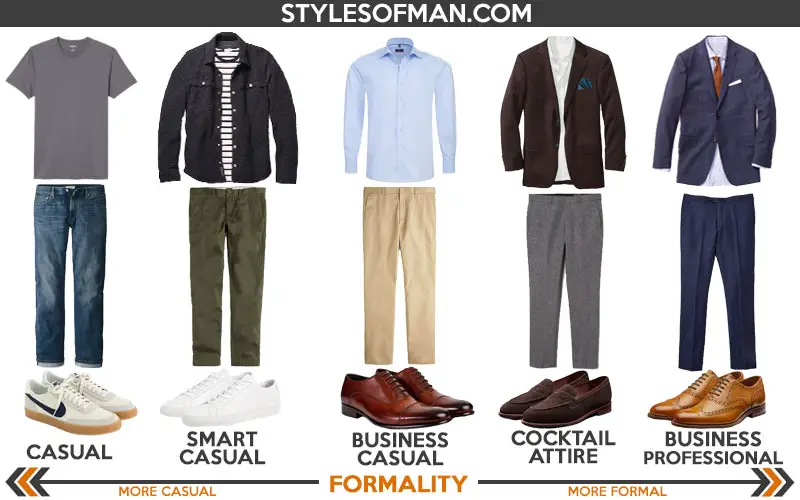 STYLESOFMAN.COM
CASUAL
SMART
CASUAL
BUSINESS
CASUAL
COCKTAIL
ATTIRE
BUSINESS
PROFESSIONAL
MORE CASUAL
FORMALITY
MORE FORMAL